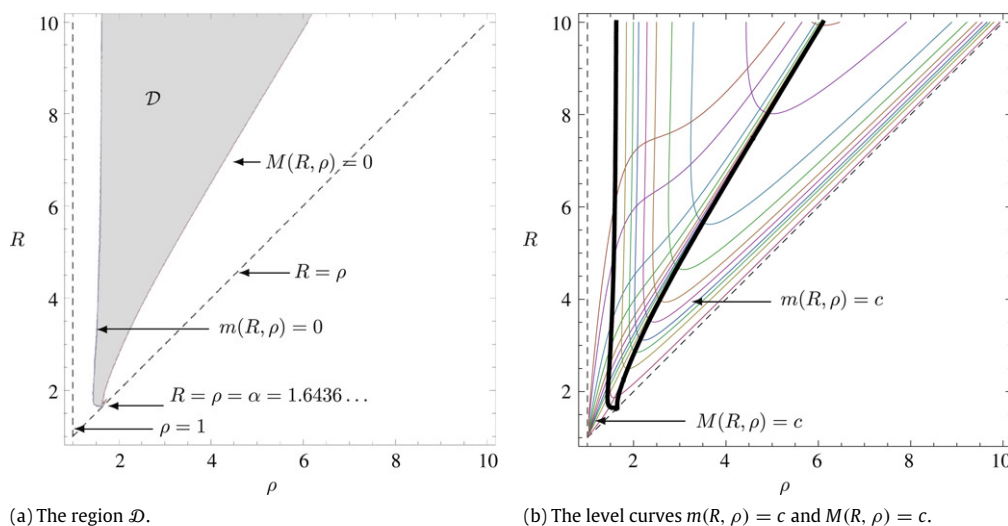 10
8
6
R
4
2
𝒟
M(R, ρ) = 0
R = ρ
m(R, ρ) = 0
R = ρ = α = 1.6436...
ρ = 1
2 4 6 8 10
ρ
(a) The region 𝒟.
10
8
6
R
4
2
m(R, ρ) = c
M(R, ρ) = c
2 4 6 8 10
ρ
(b) The level curves m(R, ρ) = c and M(R, ρ) = c.